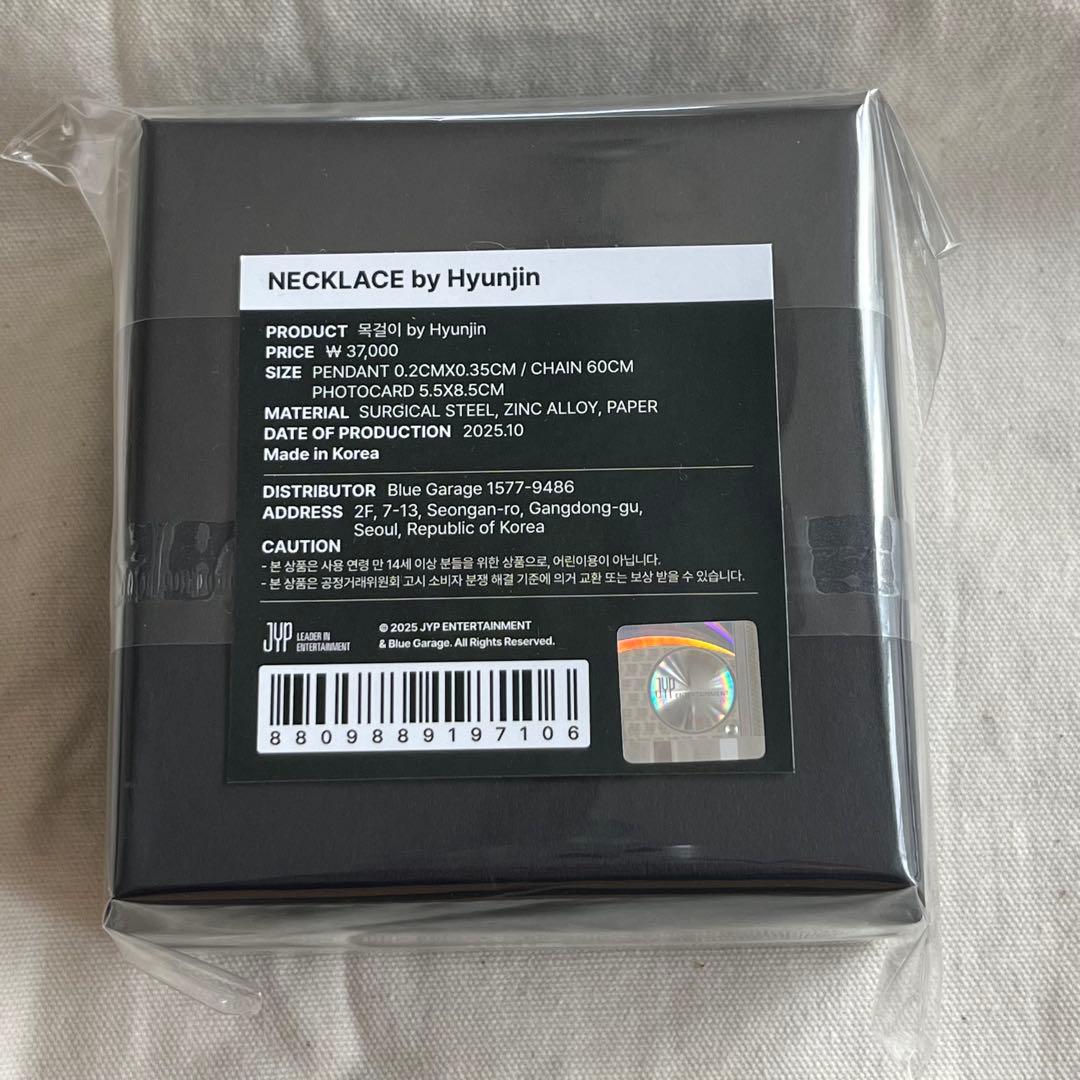 NECKLACE by Hyunjin
PRODUCT 목걸이 by Hyunjin
PRICE ₩ 37,000
SIZE PENDANT 0.2CMX0.35CM / CHAIN 60CM
PHOTOCARD 5.5X8.5CM
MATERIAL SURGICAL STEEL, ZINC ALLOY, PAPER
DATE OF PRODUCTION 2025.10
Made in Korea
DISTRIBUTOR Blue Garage 1577-9486
ADDRESS 2F, 7-13, Seongan-ro, Gangdong-gu,
Seoul, Republic of Korea
CAUTION
- 본 상품은 사용 연령 만 14세 이상 분들을 위한 상품으로, 어린이용이 아닙니다.
- 본 상품은 공정거래위원회 고시 소비자 분쟁 해결 기준에 의거 교환 또는 보상 받을 수 있습니다.
JYP LEADER IN
ENTERTAINMENT
© 2025 JYP ENTERTAINMENT
& Blue Garage. All Rights Reserved.
8809889197106
JYP ENTERTAINMENT